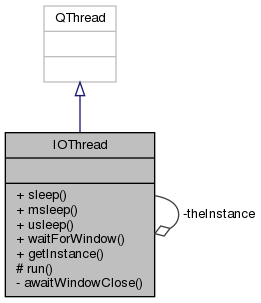 QThread
IOThread
+ sleep()
+ msleep()
+ usleep()
+ waitForWindow()
+ getInstance()
# run()
- awaitWindowClose()
-theInstance